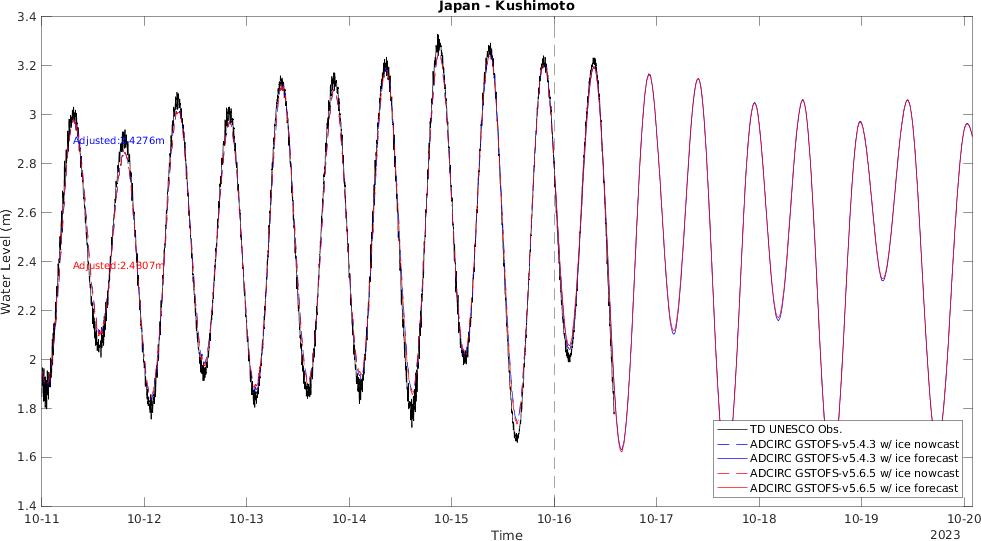 Japan - Kushimoto
3.4
3.2
3
2.8
2.6
2.4
2.2
2
1.8
1.6
1.4
Water Level (m)
Adjusted:2.4276m
Adjusted:2.4307m
TD UNESCO Obs.
ADCIRC GSTOFS-v5.4.3 w/ ice nowcast
ADCIRC GSTOFS-v5.4.3 w/ ice forecast
ADCIRC GSTOFS-v5.6.5 w/ ice nowcast
ADCIRC GSTOFS-v5.6.5 w/ ice forecast
10-11 10-12 10-13 10-14 10-15 10-16 10-17 10-18 10-19 10-20
Time
2023